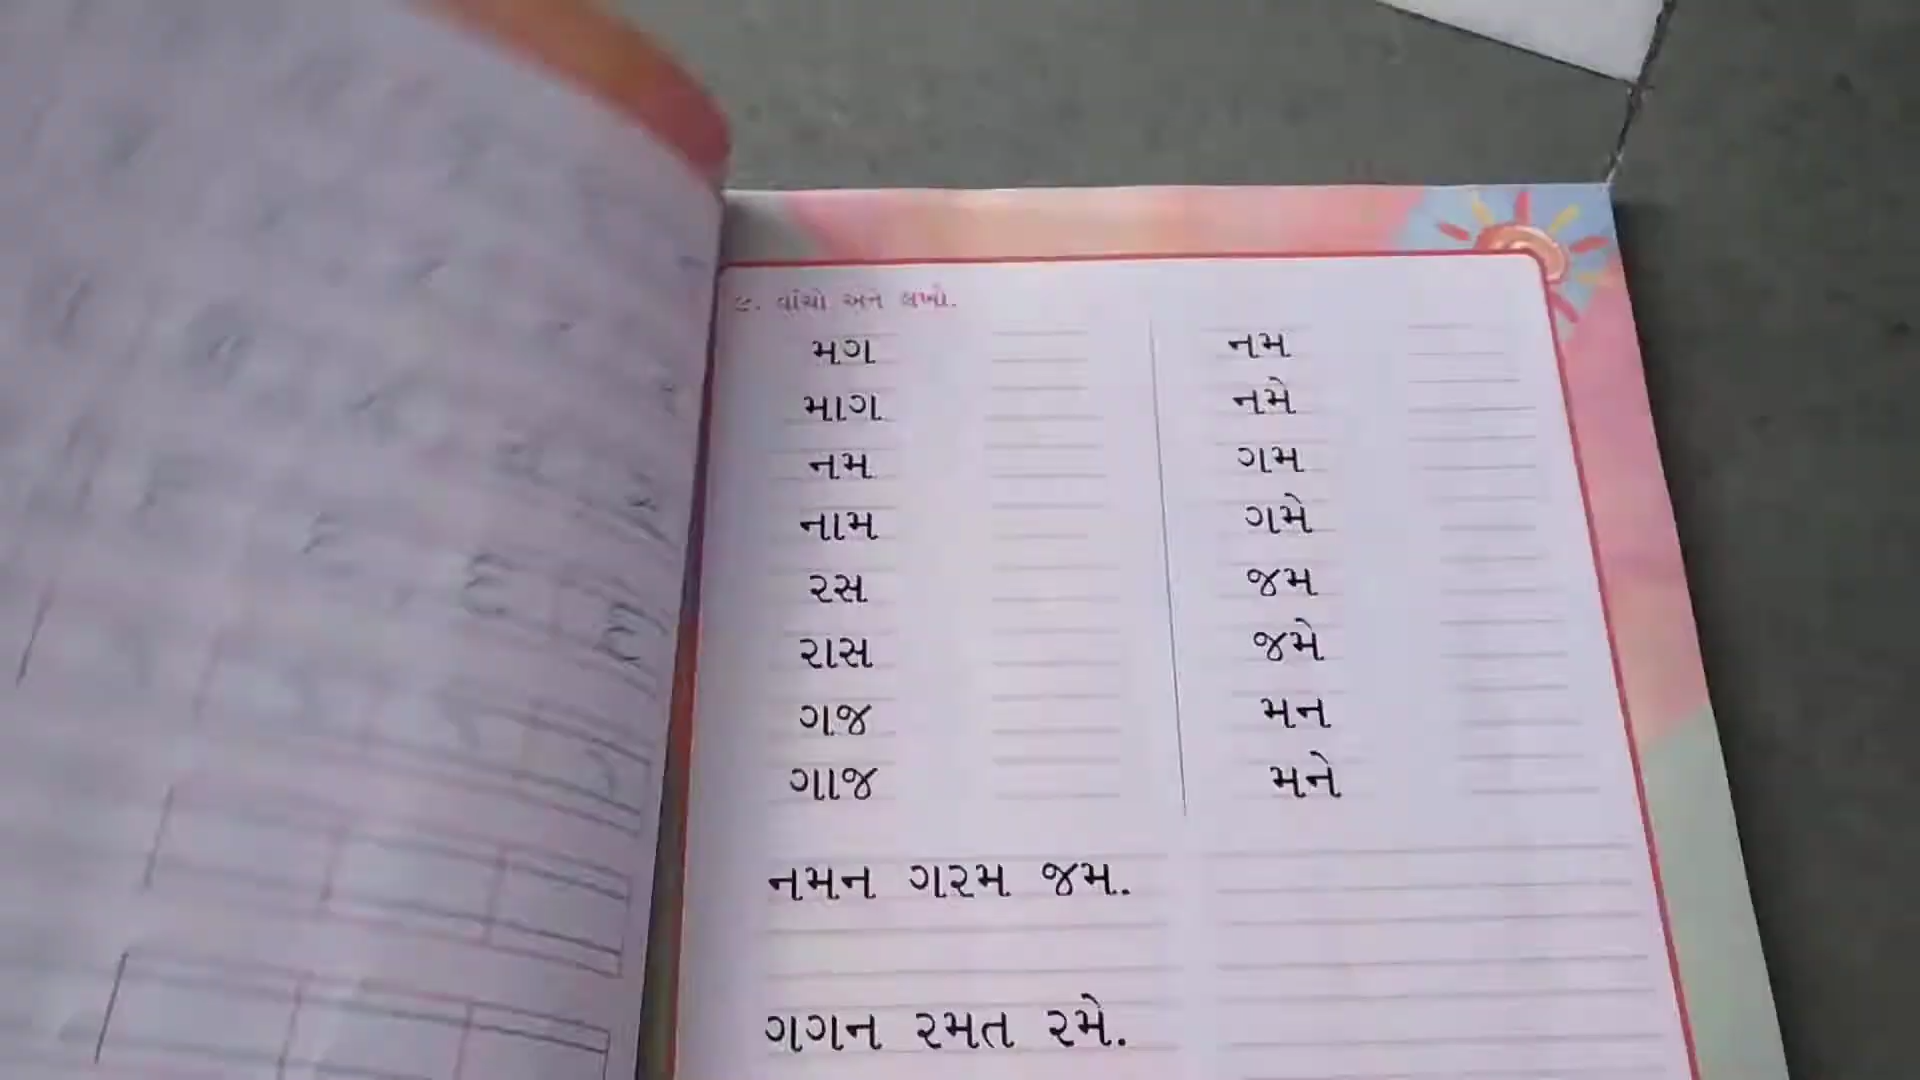 ૯. વાંચો અને લખો.
મગ
માગ
નમ
નામ
રસ
રાસ
ગજ
ગાજ
નમ
નમે
ગમ
ગમે
જમ
જમે
મન
મને
નમન ગરમ જમ.
ગગન રમત રમે.